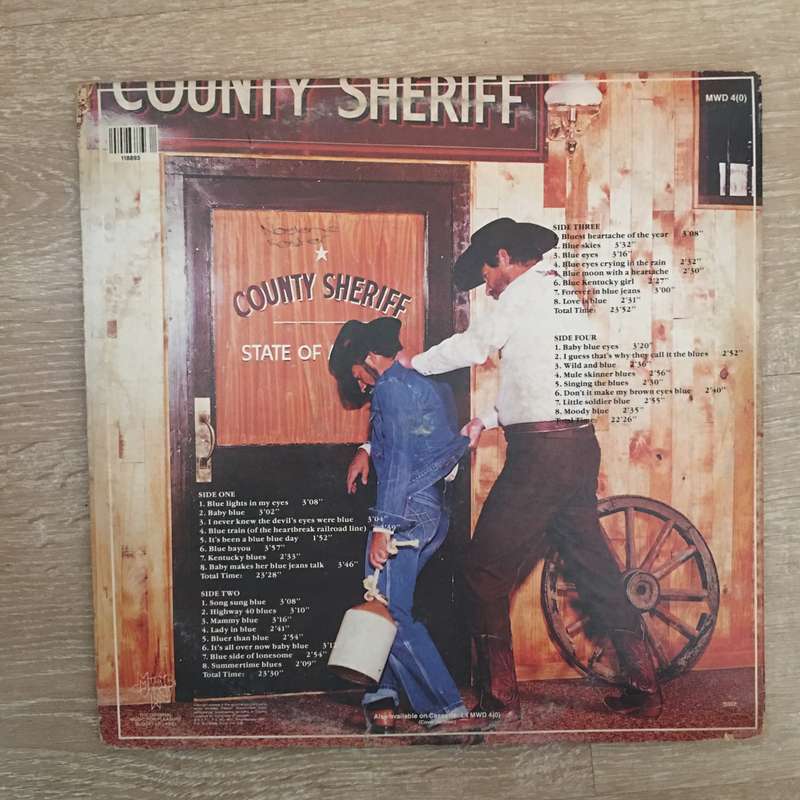 COUNTY SHERIFF
MWD 4(0)
118893
COUNTY SHERIFF
STATE OF
SIDE ONE
1. Blue lights in my eyes 3'08"
2. Baby blue 3'02"
3. I never knew the devil's eyes were blue 3'04"
4. Blue train (of the heartbreak railroad line)
5. It's been a blue blue day 1'52"
6. Blue bayou 3'57"
7. Kentucky blues 2'33"
8. Baby makes her blue jeans talk 3'46"
Total Time: 23'28"
SIDE TWO
1. Song sung blue 3'08"
2. Highway 40 blues 3'10"
3. Mammy blue 3'16"
4. Lady in blue 2'41"
5. Bluer than blue 2'54"
6. It's all over now baby blue
7. Blue side of lonesome 2'54"
8. Summertime blues 2'09"
Total Time: 23'30"
SIDE THREE
1. Bluest heartache of the year 3'08"
2. Blue skies 3'32"
3. Blue eyes 3'16"
4. Blue eyes crying in the rain 2'32"
5. Blue moon with a heartache 2'30"
6. Blue Kentucky girl 2'27"
7. Forever in blue jeans 3'00"
8. Love is blue 2'31"
Total Time: 23'52"
SIDE FOUR
1. Baby blue eyes 3'20"
2. I guess that's why they call it the blues 2'52"
3. Wild and blue 2'36"
4. Mule skinner blues 2'56"
5. Singing the blues 2'30"
6. Don't it make my brown eyes blue 2'40"
7. Little soldier blue 2'55"
8. Moody blue 2'35"
Total Time: 22'26"
Also available on Cassette: L4 MWD 4(0)